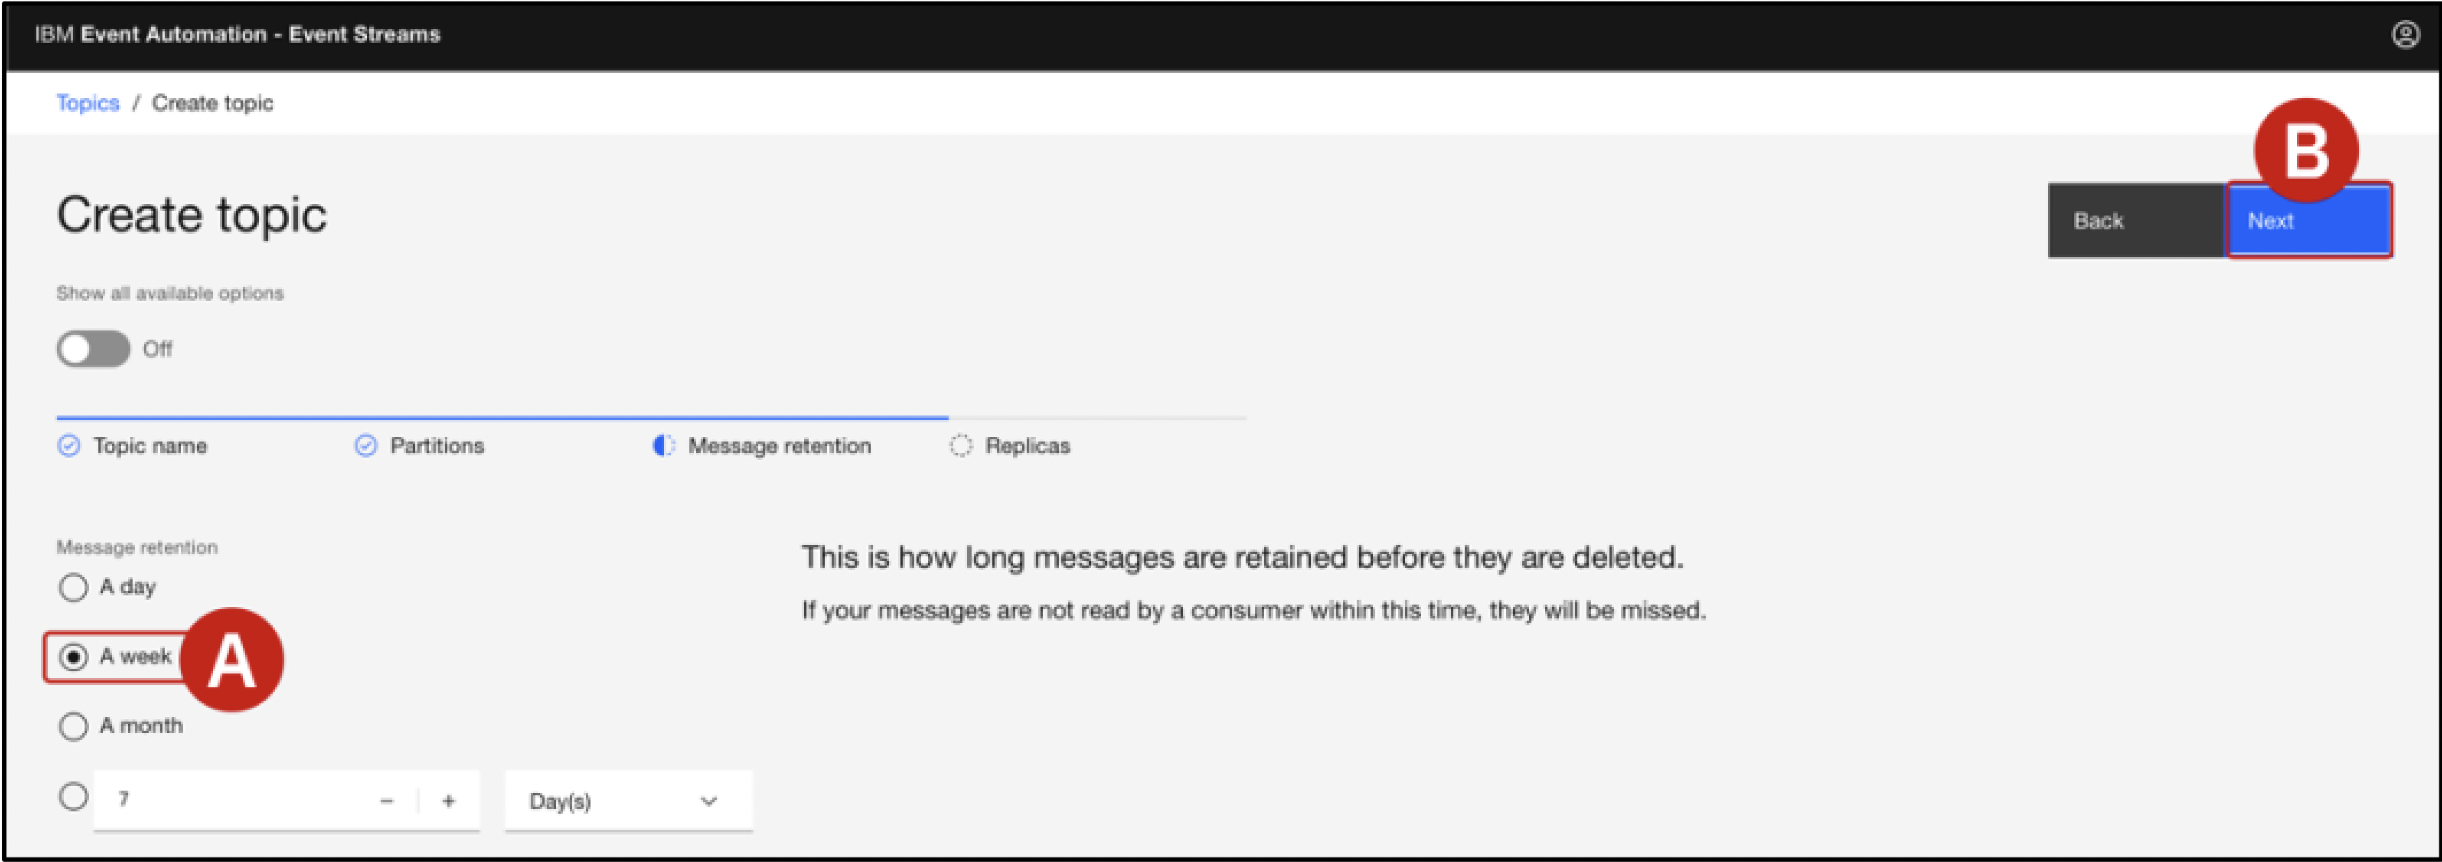 IBM Event Automation - Event Streams
Topics / Create topic
B
Create topic
Back
Next
Show all available options
Off
Topic name
Partitions
Message retention
Replicas
Message retention
A day
A week
A
A month
7
- +
Day(s)
This is how long messages are retained before they are deleted.
If your messages are not read by a consumer within this time, they will be missed.